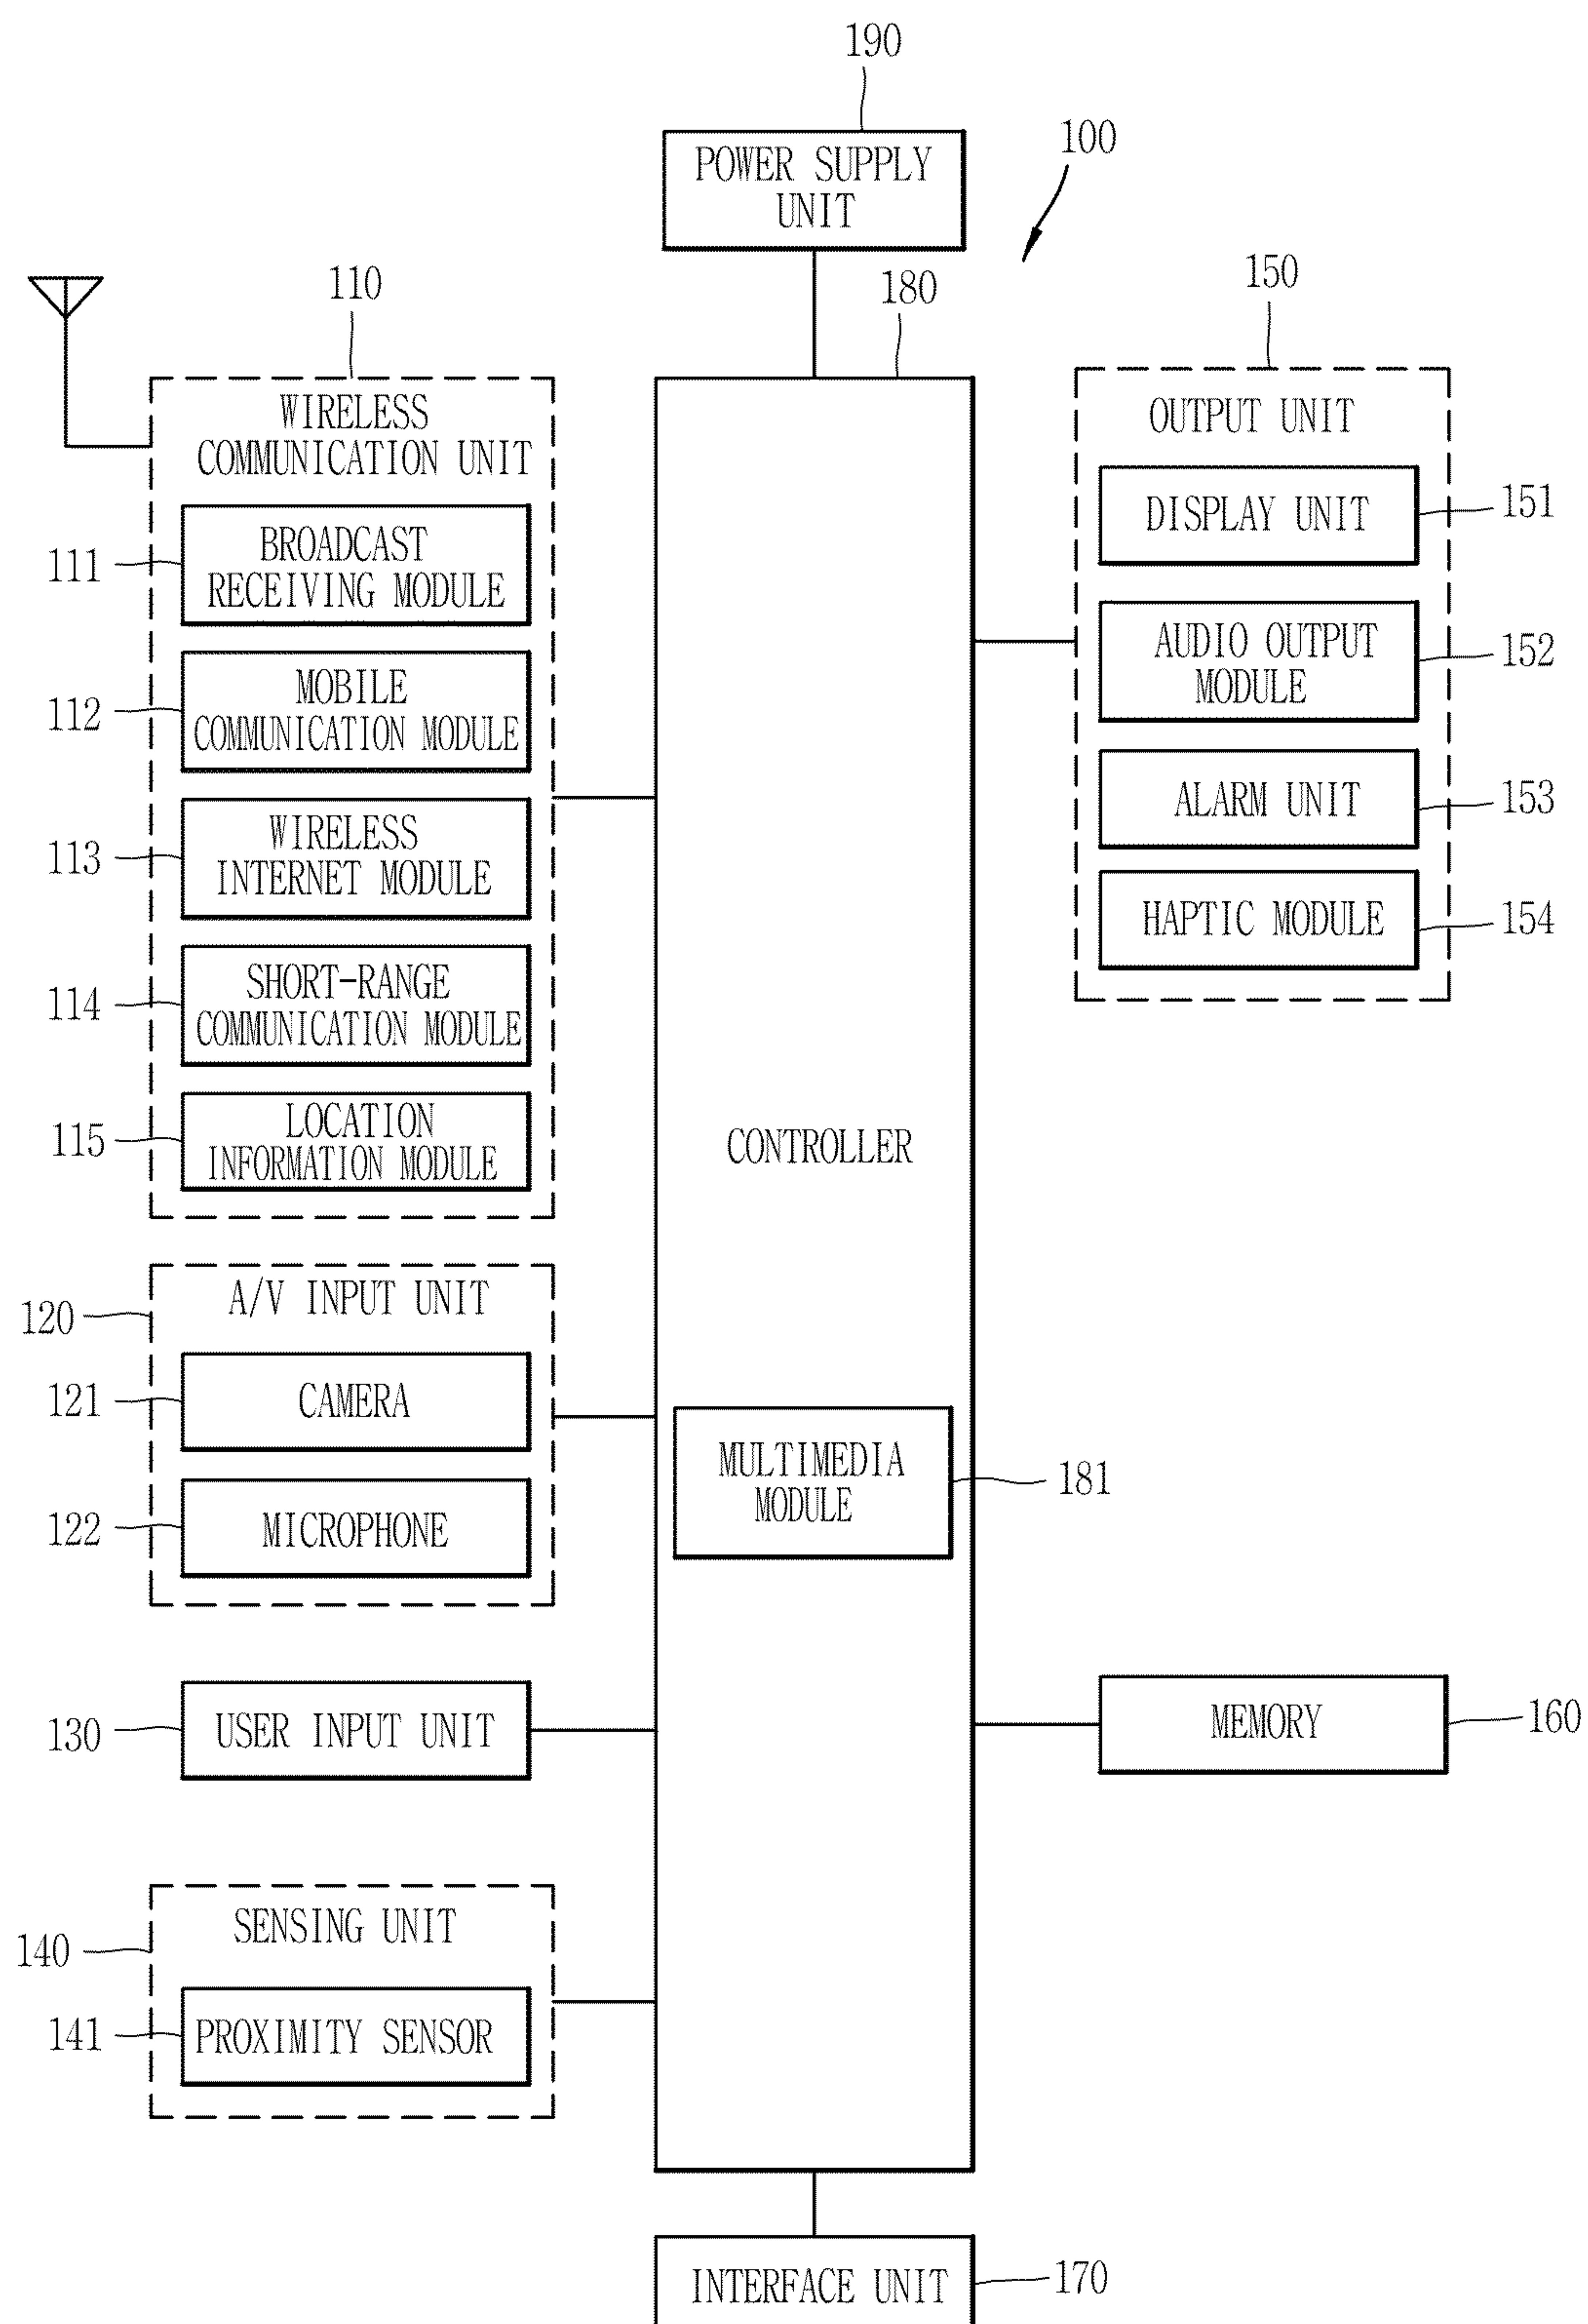 190
POWER SUPPLY
UNIT
100
110
180
150
WIRELESS
COMMUNICATION UNIT
111
BROADCAST
RECEIVING MODULE
112
MOBILE
COMMUNICATION MODULE
113
WIRELESS
INTERNET MODULE
114
SHORT-RANGE
COMMUNICATION MODULE
115
LOCATION
INFORMATION MODULE
120
A/V INPUT UNIT
121
CAMERA
122
MICROPHONE
130
USER INPUT UNIT
140
SENSING UNIT
141
PROXIMITY SENSOR
CONTROLLER
MULTIMEDIA
MODULE
181
OUTPUT UNIT
DISPLAY UNIT
151
AUDIO OUTPUT
MODULE
152
ALARM UNIT
153
HAPTIC MODULE
154
MEMORY
160
INTERFACE UNIT
170